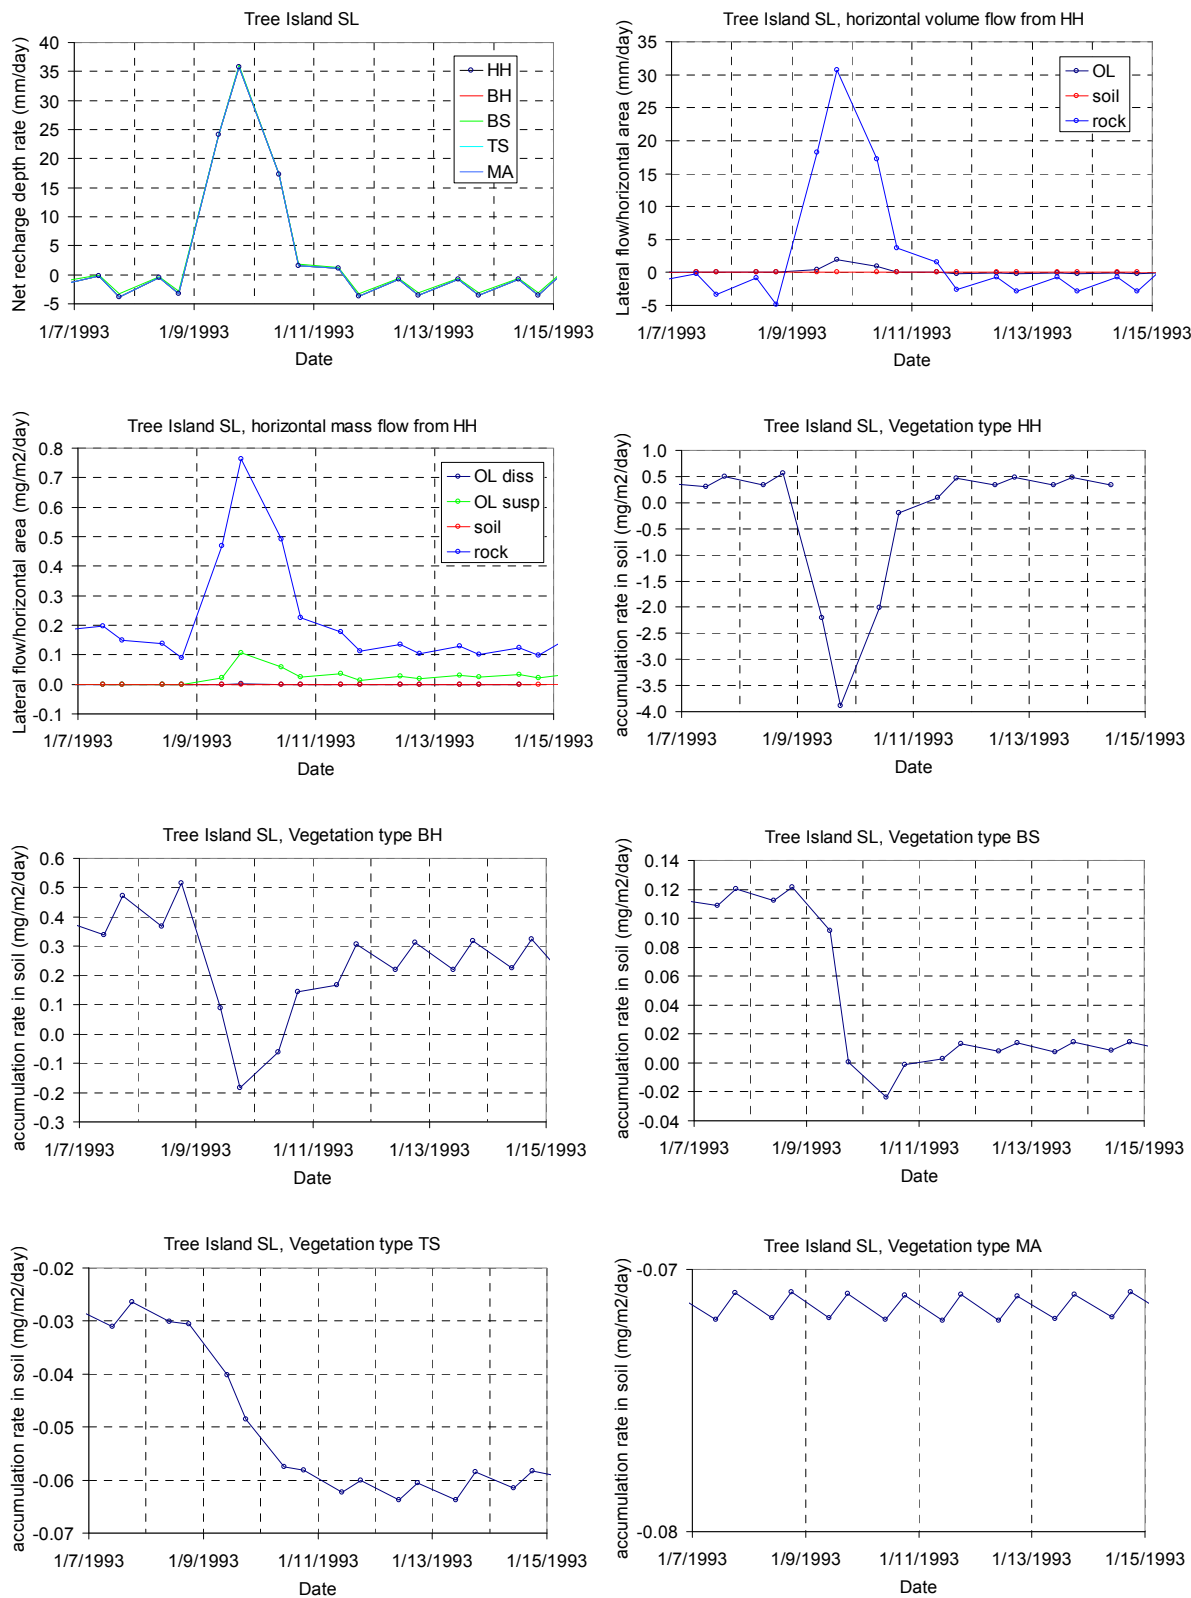 Tree Island SL
Net recharge depth rate (mm/day)
40
35
30
25
20
15
10
5
0
-5
HH
BH
BS
TS
MA
1/7/1993 1/9/1993 1/11/1993 1/13/1993 1/15/1993
Date
Tree Island SL, horizontal volume flow from HH
Lateral flow/horizontal area (mm/day)
35
30
25
20
15
10
5
0
-5
OL
soil
rock
1/7/1993 1/9/1993 1/11/1993 1/13/1993 1/15/1993
Date
Tree Island SL, horizontal mass flow from HH
Lateral flow/horizontal area (mg/m2/day)
0.8
0.7
0.6
0.5
0.4
0.3
0.2
0.1
0.0
-0.1
OL diss
OL susp
soil
rock
1/7/1993 1/9/1993 1/11/1993 1/13/1993 1/15/1993
Date
Tree Island SL, Vegetation type HH
accumulation rate in soil (mg/m2/day)
1.0
0.5
0.0
-0.5
-1.0
-1.5
-2.0
-2.5
-3.0
-3.5
-4.0
1/7/1993 1/9/1993 1/11/1993 1/13/1993 1/15/1993
Date
Tree Island SL, Vegetation type BH
accumulation rate in soil (mg/m2/day)
0.6
0.5
0.4
0.3
0.2
0.1
0.0
-0.1
-0.2
-0.3
1/7/1993 1/9/1993 1/11/1993 1/13/1993 1/15/1993
Date
Tree Island SL, Vegetation type BS
accumulation rate in soil (mg/m2/day)
0.14
0.12
0.10
0.08
0.06
0.04
0.02
0.00
-0.02
-0.04
1/7/1993 1/9/1993 1/11/1993 1/13/1993 1/15/1993
Date
Tree Island SL, Vegetation type TS
accumulation rate in soil (mg/m2/day)
-0.02
-0.03
-0.04
-0.05
-0.06
-0.07
1/7/1993 1/9/1993 1/11/1993 1/13/1993 1/15/1993
Date
Tree Island SL, Vegetation type MA
accumulation rate in soil (mg/m2/day)
-0.07
-0.08
1/7/1993 1/9/1993 1/11/1993 1/13/1993 1/15/1993
Date